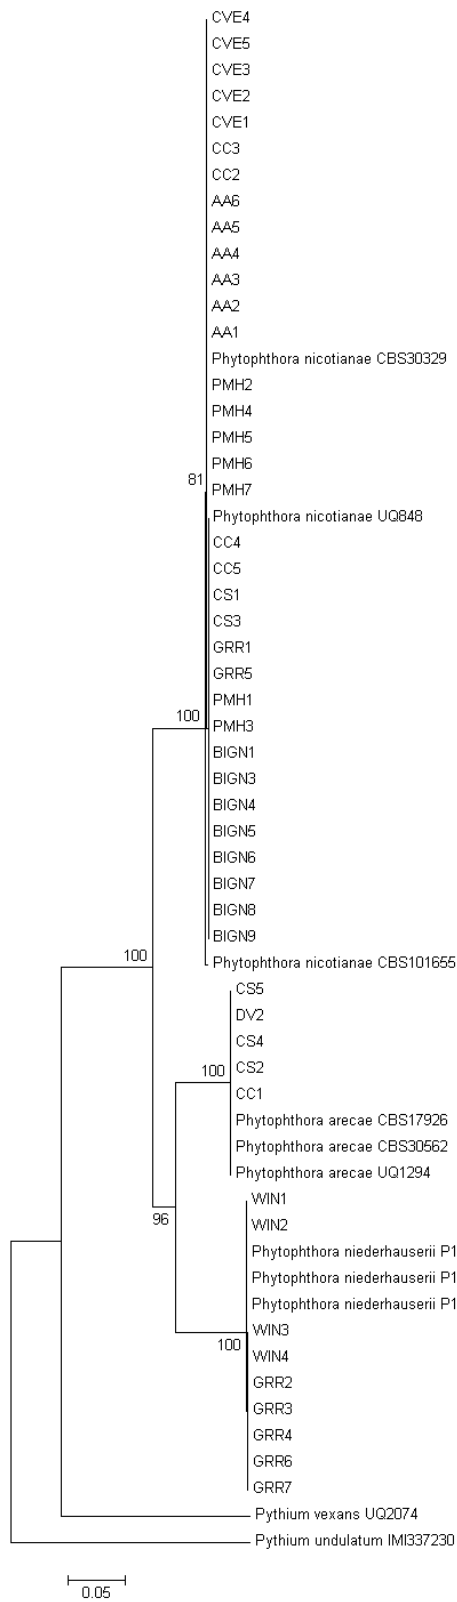 CVE4
CVE5
CVE3
CVE2
CVE1
CC3
CC2
AA6
AA5
AA4
AA3
AA2
AA1
Phytophthora nicotianae CBS30329
PMH2
PMH4
PMH5
PMH6
81
PMH7
Phytophthora nicotianae UQ848
CC4
CC5
CS1
CS3
GRR1
GRR5
PMH1
100
PMH3
BIGN1
BIGN3
BIGN4
BIGN5
BIGN6
BIGN7
BIGN8
BIGN9
100
Phytophthora nicotianae CBS101655
CS5
DV2
CS4
100
CS2
CC1
Phytophthora arecae CBS17926
Phytophthora arecae CBS30562
Phytophthora arecae UQ1294
WIN1
96
WIN2
Phytophthora niederhauserii P1
Phytophthora niederhauserii P1
Phytophthora niederhauserii P1
WIN3
100
WIN4
GRR2
GRR3
GRR4
GRR6
GRR7
Pythium vexans UQ2074
Pythium undulatum IMI337230
0.05